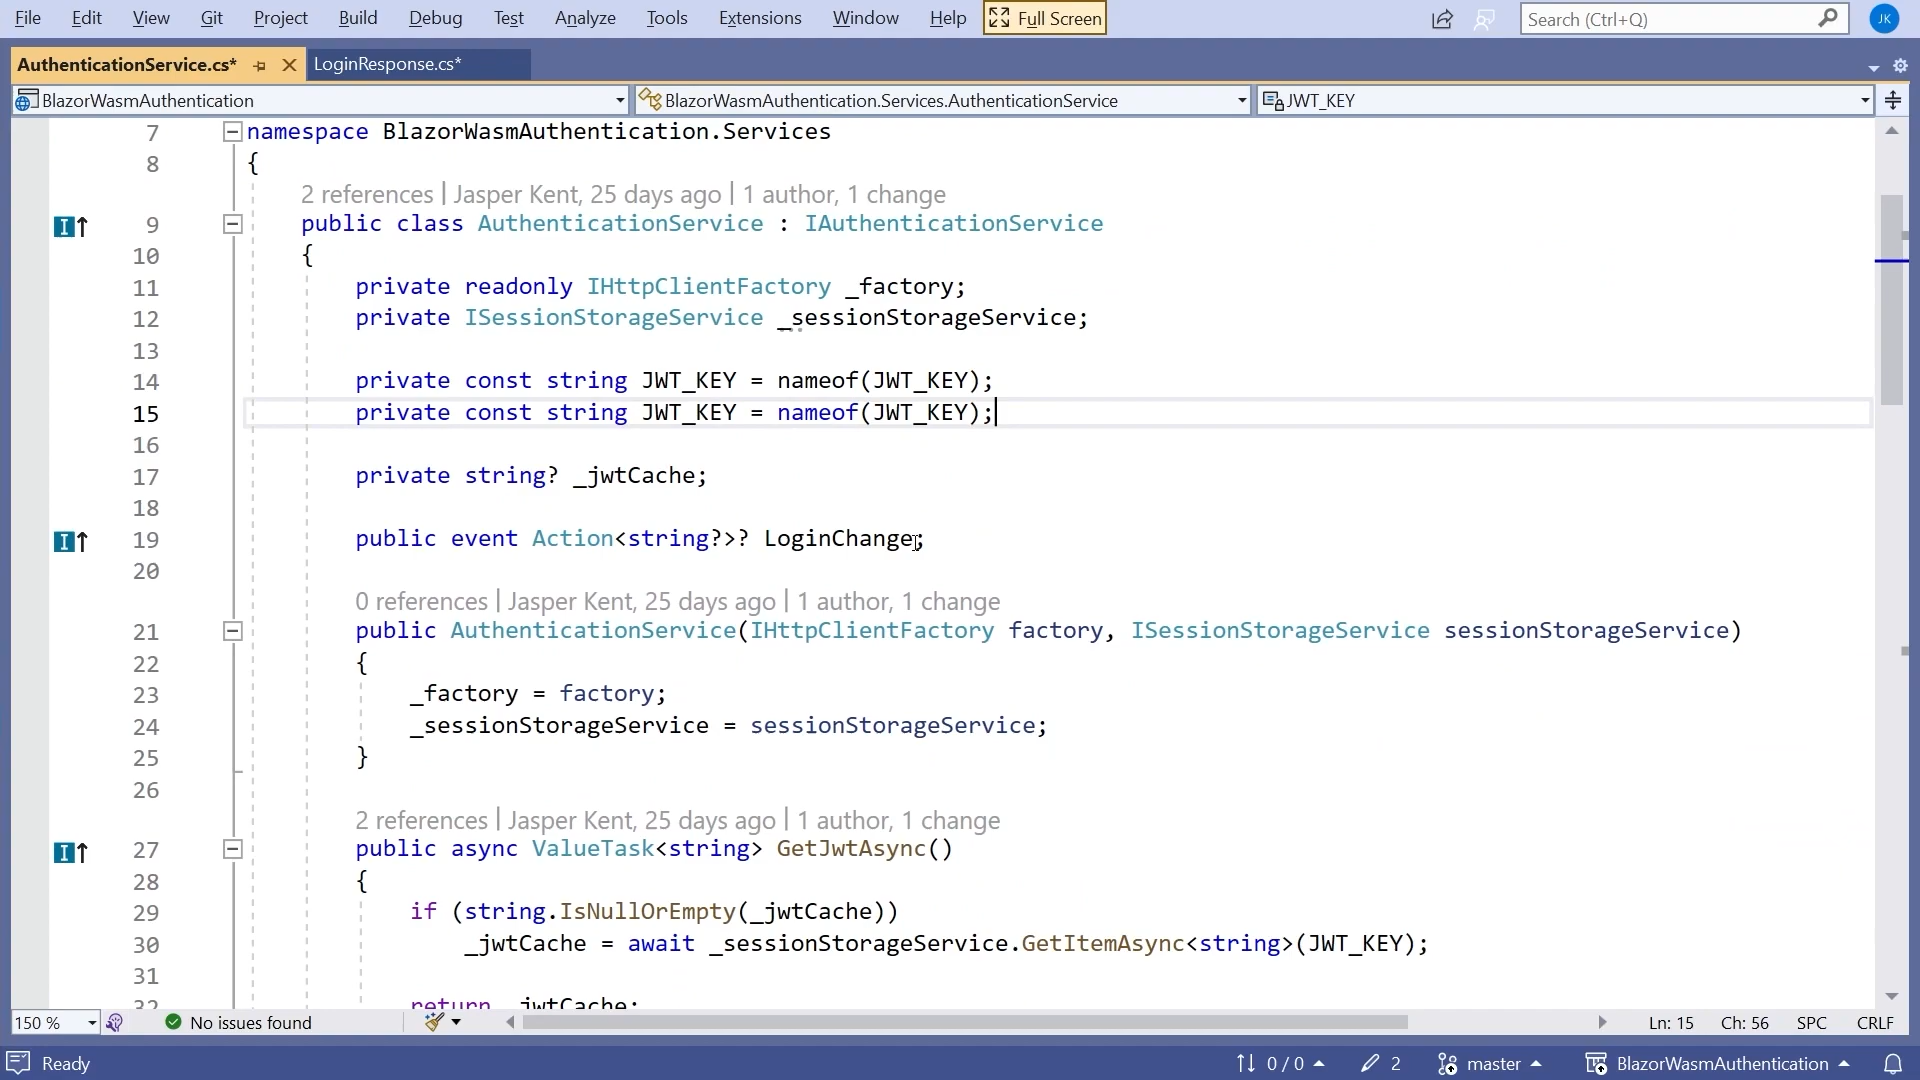 File Edit View Git Project Build Debug Test Analyze Tools Extensions Window Help Full Screen Search (Ctrl+Q) JK
AuthenticationService.cs* LoginResponse.cs*
BlazorWasmAuthentication BlazorWasmAuthentication.Services.AuthenticationService JWT_KEY
7 namespace BlazorWasmAuthentication.Services
8 {
2 references | Jasper Kent, 25 days ago | 1 author, 1 change
9 public class AuthenticationService : IAuthenticationService
10 {
11 private readonly IHttpClientFactory _factory;
12 private ISessionStorageService _sessionStorageService;
13
14 private const string JWT_KEY = nameof(JWT_KEY);
15 private const string JWT_KEY = nameof(JWT_KEY);
16
17 private string? _jwtCache;
18
19 public event Action<string?>? LoginChange;
20
0 references | Jasper Kent, 25 days ago | 1 author, 1 change
21 public AuthenticationService(IHttpClientFactory factory, ISessionStorageService sessionStorageService)
22 {
23 _factory = factory;
24 _sessionStorageService = sessionStorageService;
25 }
26
2 references | Jasper Kent, 25 days ago | 1 author, 1 change
27 public async ValueTask<string> GetJwtAsync()
28 {
29 if (string.IsNullOrEmpty(_jwtCache))
30 _jwtCache = await _sessionStorageService.GetItemAsync<string>(JWT_KEY);
31
32 return _jwtCache;
150 % No issues found Ln: 15 Ch: 56 SPC CRLF
Ready 0 / 0 2 master BlazorWasmAuthentication